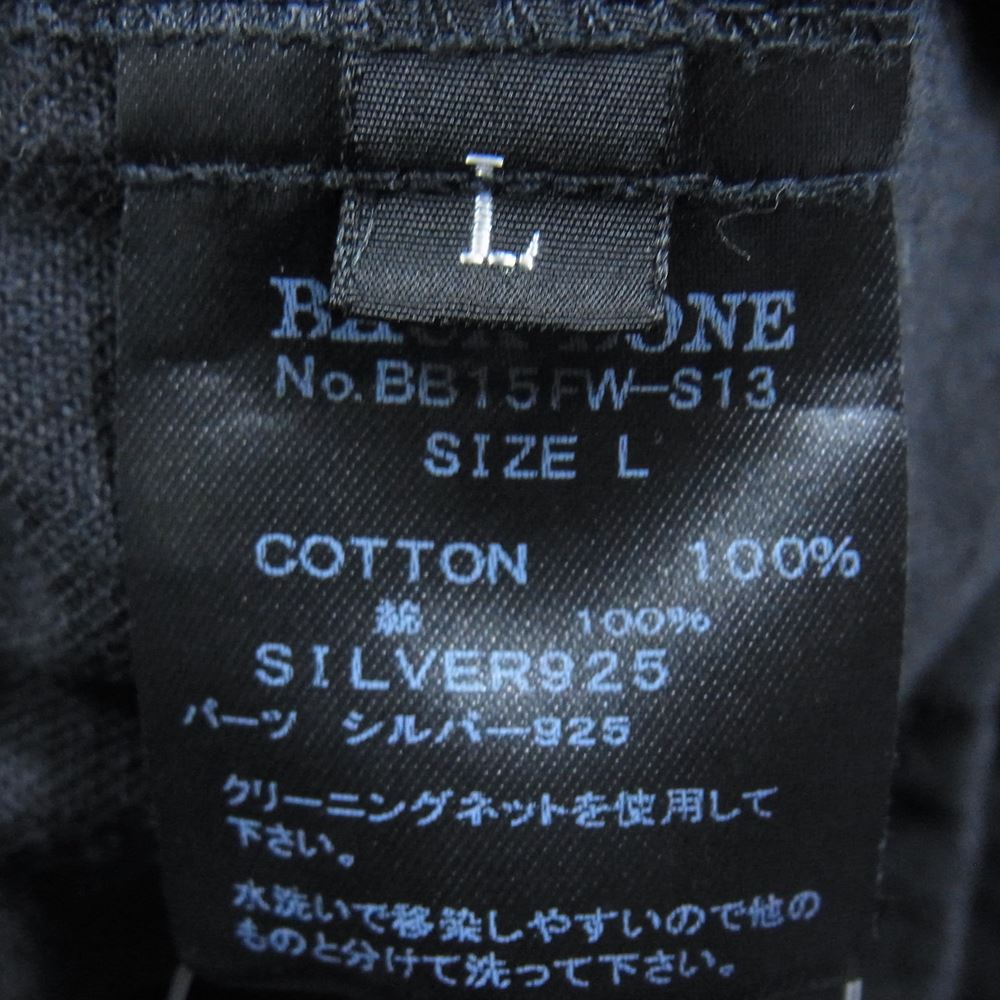 L
BACK BONE
No.BB15FW-S13
SIZE L
COTTON 100%
綿 100%
SILVER925
パーツ シルバー925
クリーニングネットを使用して
下さい。
水洗いで移染しやすいので他の
ものと分けて洗って下さい。